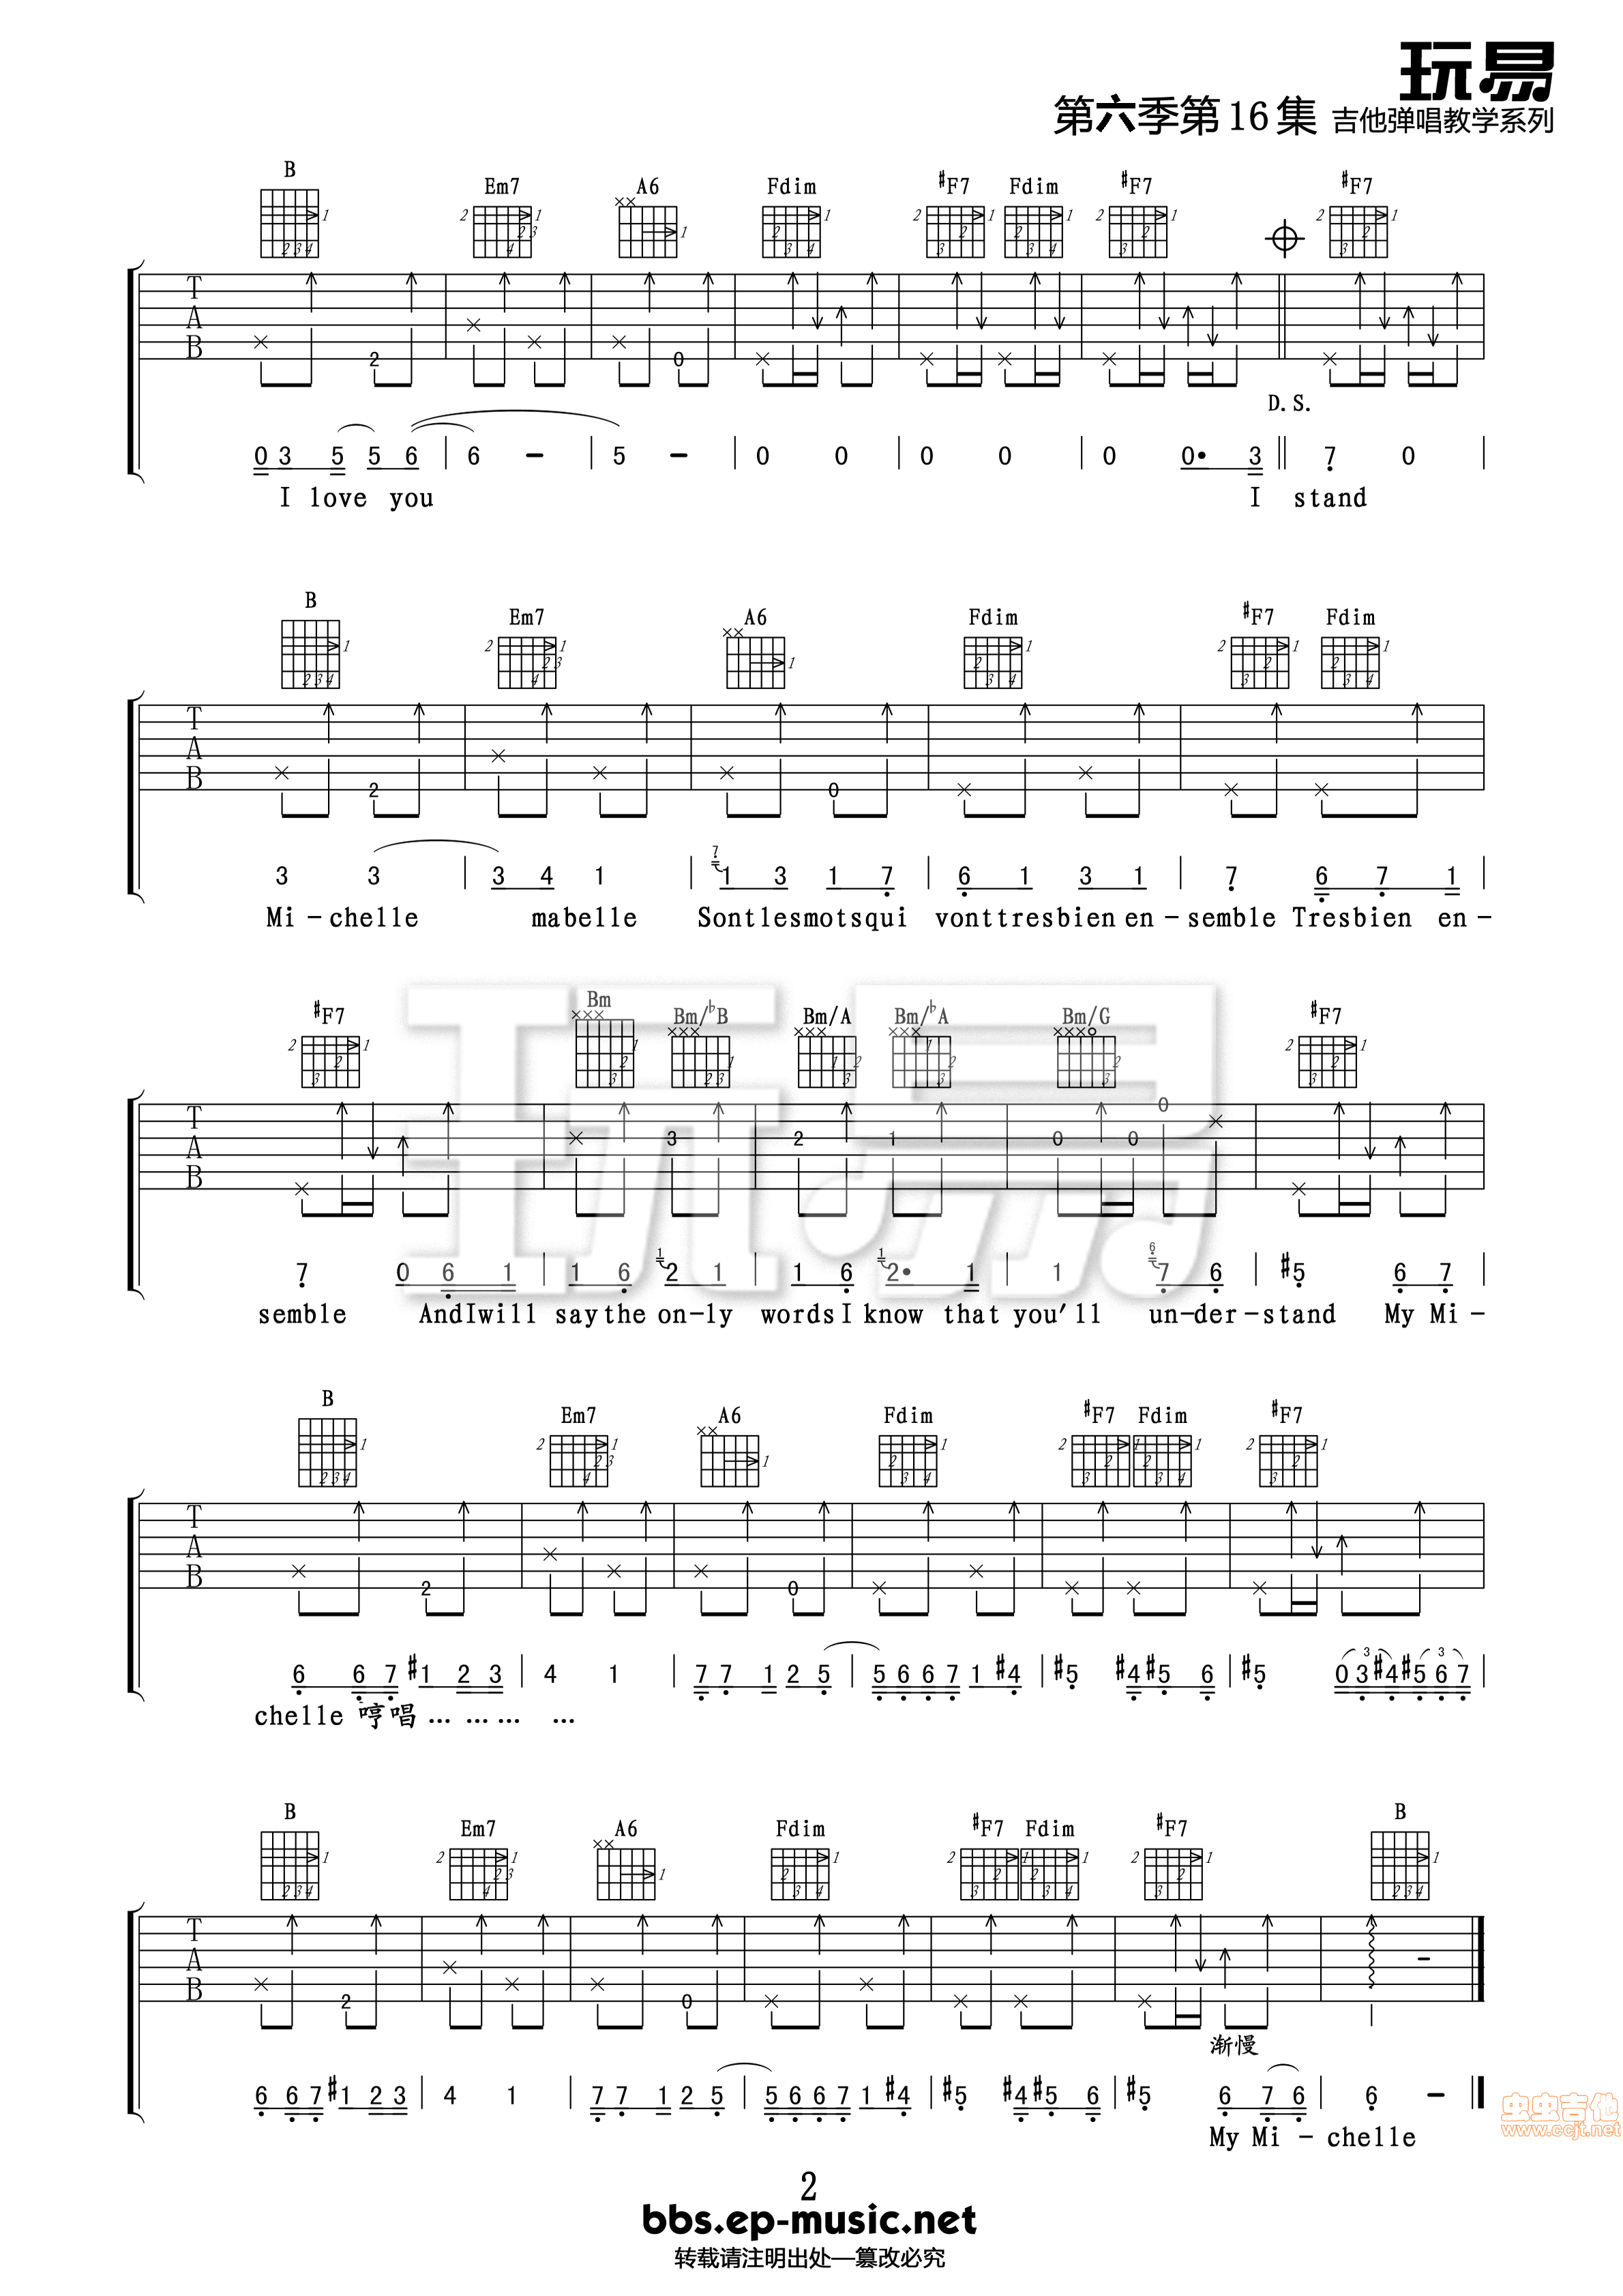 玩易
第六季第16集 吉他弹唱教学系列
B Em7 A6 Fdim #F7 Fdim #F7 #F7
D.S.
0 3 5 5 6 | 6 – | 5 – | 0 0 | 0 0 | 0 0• 3 || 7 0 |
I love you I stand
B Em7 A6 Fdim #F7 Fdim
3 3 | 3 4 1 | 7 1 3 1 7 | 6 1 3 1 | 7 6 7 1 |
Mi-chelle mabelle Sontlesmotsqui vonttresbien en-semble Tresbien en-
#F7 Bm Bm/bB Bm/A Bm/bA Bm/G #F7
7 0 6 1 | 1 6 1 2 1 | 1 6 1 2• 1 | 1 6 7 6 | #5 6 7 |
semble AndIwill saythe on-ly wordsI know that you'll un-der-stand My Mi-
B Em7 A6 Fdim #F7 Fdim #F7
6 6 7 #1 2 3 | 4 1 | 7 7 1 2 5 | 5 6 6 7 1 #4 | #5 #4 #5 6 | #5 0 3 #4 #5 6 7 |
chelle 哼唱… … … …
B Em7 A6 Fdim #F7 Fdim #F7 B
渐慢
6 6 7 #1 2 3 | 4 1 | 7 7 1 2 5 | 5 6 6 7 1 #4 | #5 #4 #5 6 | #5 6 7 6 | 6 – ‖
My Mi - chelle
虫虫吉他
www.ccjt.net
2
bbs.ep-music.net
转载请注明出处—篡改必究